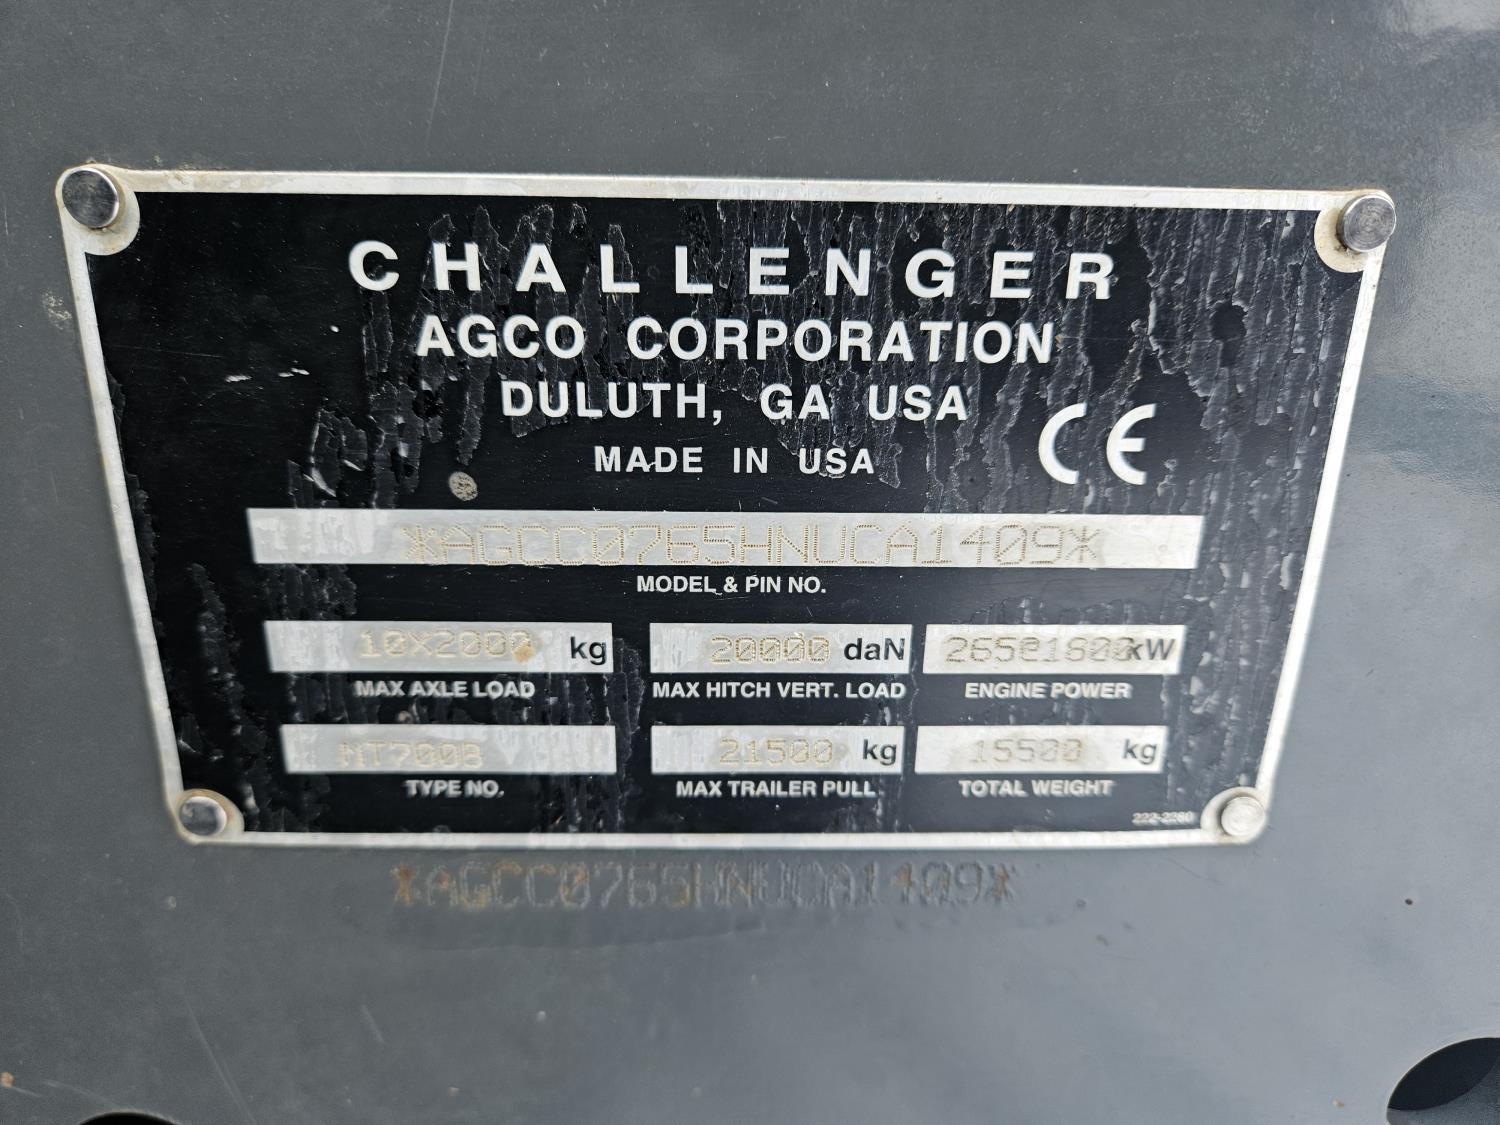 CHALLENGER
AGCO CORPORATION
DULUTH, GA USA
MADE IN USA
CE
*AGCC0765HNUCA1409*
MODEL & PIN NO.
10X2000 kg 20000 daN 265@1800 kW
MAX AXLE LOAD MAX HITCH VERT. LOAD ENGINE POWER
MT700B 21500 kg 15500 kg
TYPE NO. MAX TRAILER PULL TOTAL WEIGHT
222-2280
*AGCC0765HNUCA1409*